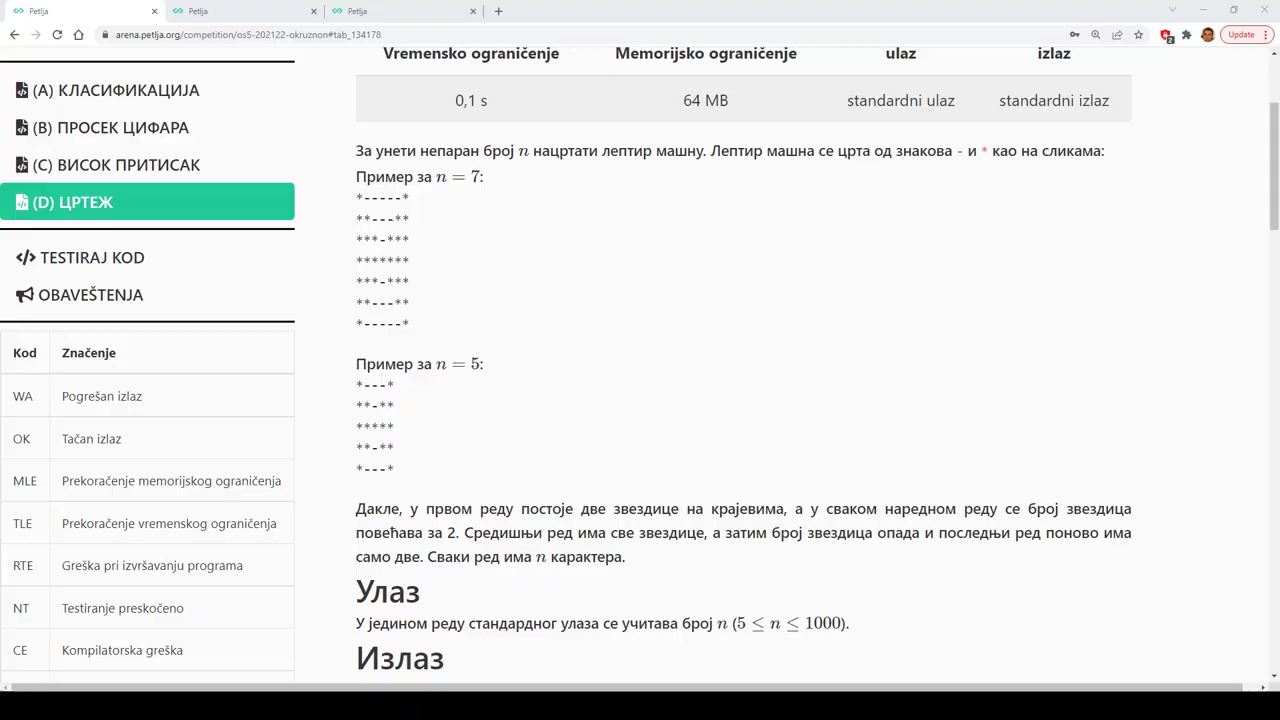 Petlja
Petlja
Petlja
arena.petlja.org/competition/os5-202122-okruznon#tab_134178
2
Update
(A) КЛАСИФИКАЦИЈА
(B) ПРОСЕК ЦИФАРА
(C) ВИСОК ПРИТИСАК
(D) ЦРТЕЖ
TESTIRAJ KOD
OBAVEŠTENJA
Kod Značenje
WA Pogrešan izlaz
OK Tačan izlaz
MLE Prekoračenje memorijskog ograničenja
TLE Prekoračenje vremenskog ograničenja
RTE Greška pri izvršavanju programa
NT Testiranje preskočeno
CE Kompilatorska greška
Vremensko ograničenje Memorijsko ograničenje ulaz izlaz
0,1 s 64 MB standardni ulaz standardni izlaz
За унети непаран број n нацртати лептир машну. Лептир машна се црта од знакова - и * као на сликама:
Пример за n = 7:
*-----*
**---**
***-***
*******
***-***
**---**
*-----*
Пример за n = 5:
*---*
**-**
*****
**-**
*---*
Дакле, у првом реду постоје две звездице на крајевима, а у сваком наредном реду се број звездица
повећава за 2. Средишњи ред има све звездице, а затим број звездица опада и последњи ред поново има
само две. Сваки ред има n карактера.
Улаз
У једином реду стандардног улаза се учитава број n (5 ≤ n ≤ 1000).
Излаз